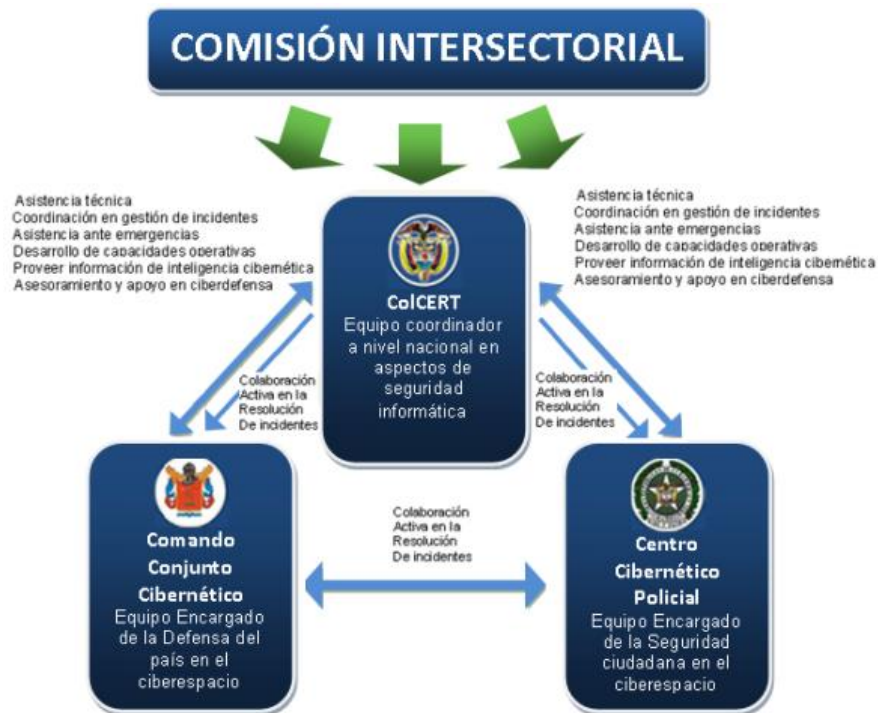 COMISIÓN INTERSECTORIAL
Asistencia técnica
Coordinación en gestión de incidentes
Asistencia ante emergencias
Desarrollo de capacidades operativas
Proveer información de inteligencia cibernética
Asesoramiento y apoyo en ciberdefensa
Asistencia técnica
Coordinación en gestión de incidentes
Asistencia ante emergencias
Desarrollo de capacidades operativas
Proveer información de inteligencia cibernética
Asesoramiento y apoyo en ciberdefensa
ColCERT
Equipo coordinador
a nivel nacional en
aspectos de
seguridad
informática
Colaboración
Activa en la
Resolución
De incidentes
Colaboración
Activa en la
Resolución
De incidentes
Comando
Conjunto
Cibernético
Equipo Encargado
de la Defensa del
país en el
ciberespacio
Colaboración
Activa en la
Resolución
De incidentes
Centro
Cibernético
Policial
Equipo Encargado
de la Seguridad
ciudadana en el
ciberespacio